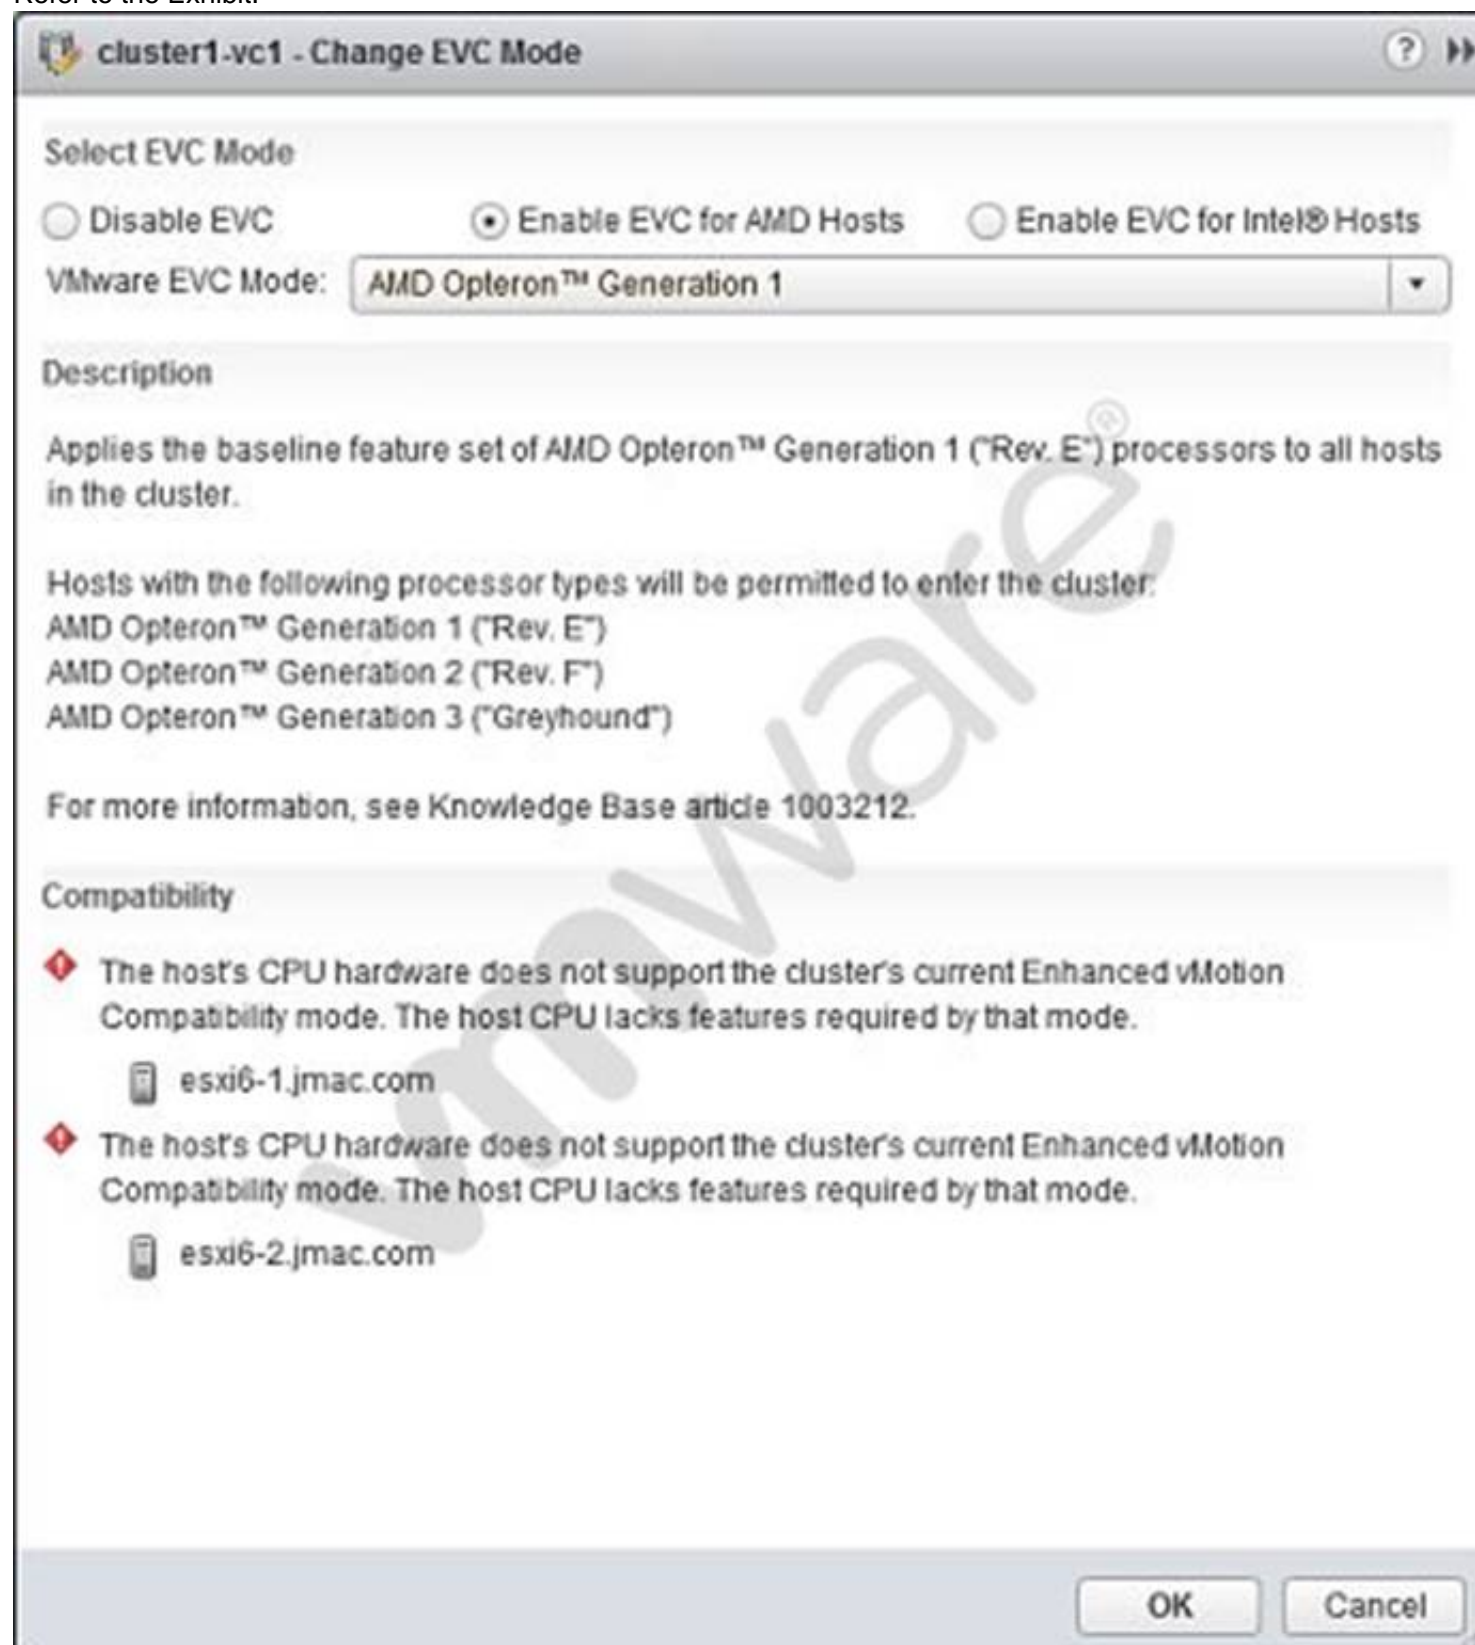 Refer to the Exhibit.
cluster1-vc1 - Change EVC Mode
?
Select EVC Mode
Disable EVC Enable EVC for AMD Hosts Enable EVC for Intel® Hosts
VMware EVC Mode: AMD Opteron™ Generation 1
Description
Applies the baseline feature set of AMD Opteron™ Generation 1 ("Rev. E") processors to all hosts
in the cluster.
Hosts with the following processor types will be permitted to enter the cluster:
AMD Opteron™ Generation 1 ("Rev. E")
AMD Opteron™ Generation 2 ("Rev. F")
AMD Opteron™ Generation 3 ("Greyhound")
For more information, see Knowledge Base article 1003212.
Compatibility
The host's CPU hardware does not support the cluster's current Enhanced vMotion
Compatibility mode. The host CPU lacks features required by that mode.
esxi6-1.jmac.com
The host's CPU hardware does not support the cluster's current Enhanced vMotion
Compatibility mode. The host CPU lacks features required by that mode.
esxi6-2.jmac.com
OK Cancel
vmware®